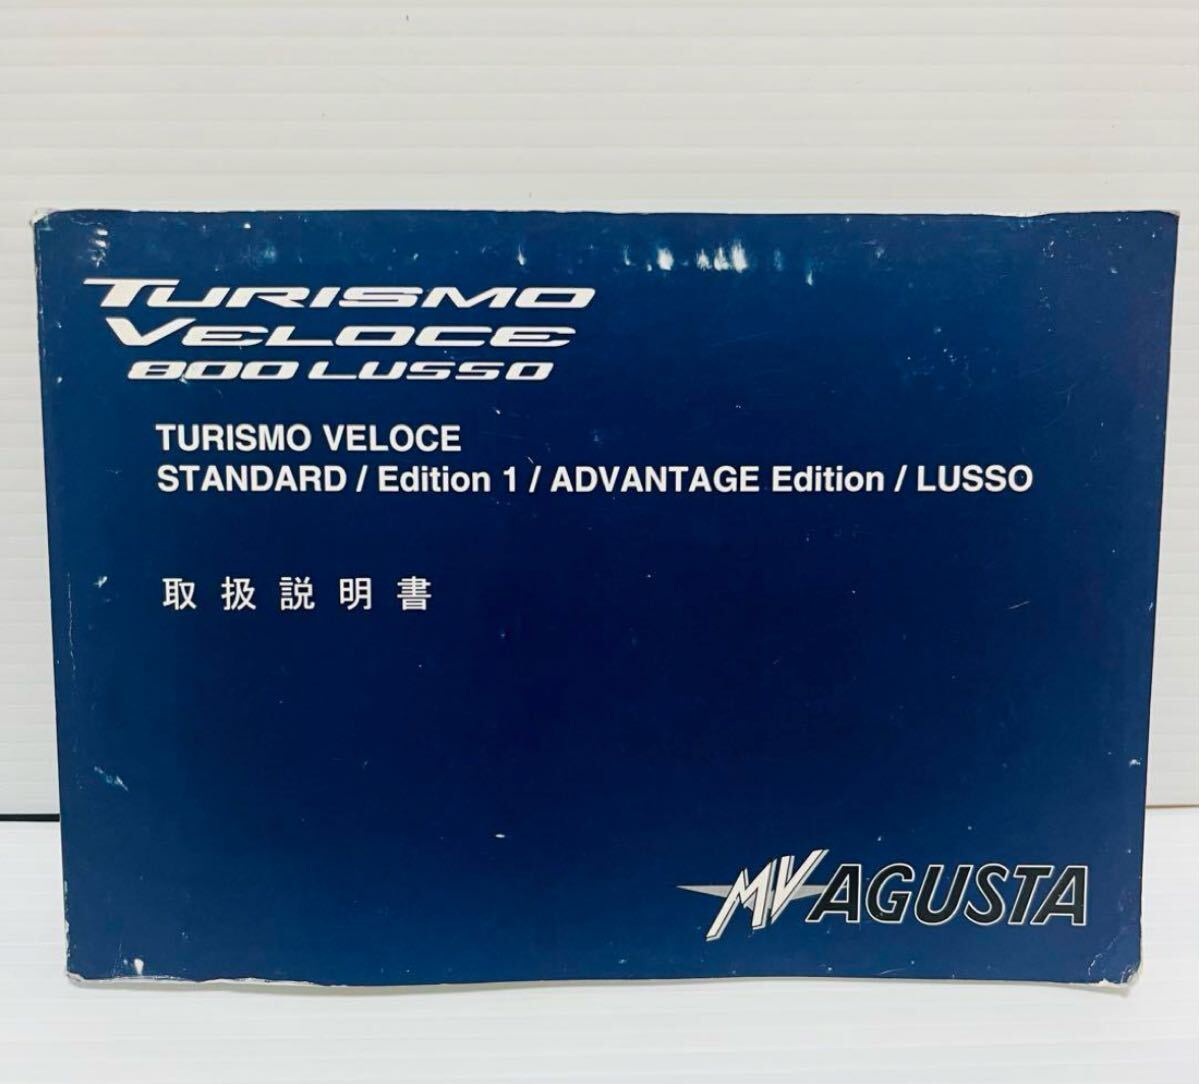 TURISMO
VELOCE
800 LUSSO
TURISMO VELOCE
STANDARD / Edition 1 / ADVANTAGE Edition / LUSSO
取扱説明書
MV AGUSTA